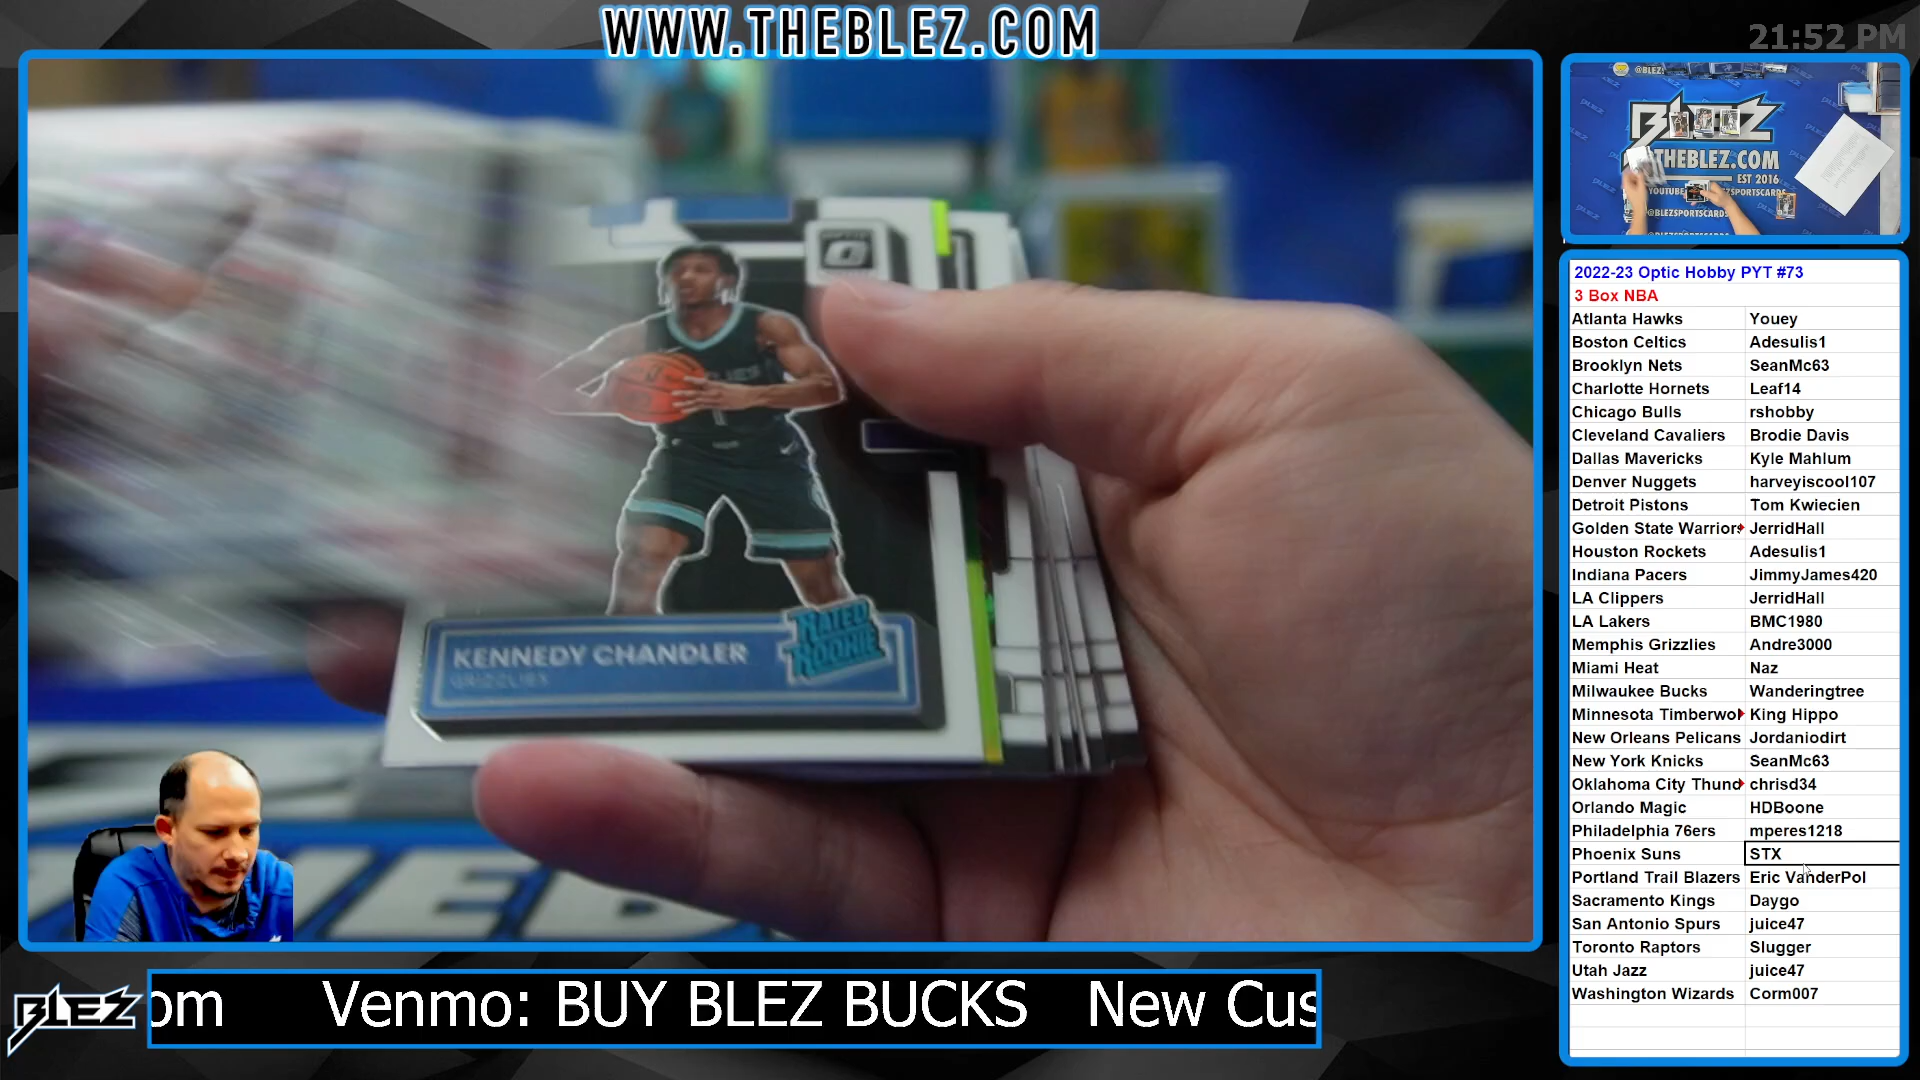 WWW.THEBLEZ.COM
21:52 PM
@BLEZ
BLEZ
THEBLEZ.COM
EST 2016
@BLEZSPORTSCARDS
RATED
ROOKIE
KENNEDY CHANDLER
GRIZZLIES
2022-23 Optic Hobby PYT #73
3 Box NBA
Atlanta Hawks Youey
Boston Celtics Adesulis1
Brooklyn Nets SeanMc63
Charlotte Hornets Leaf14
Chicago Bulls rshobby
Cleveland Cavaliers Brodie Davis
Dallas Mavericks Kyle Mahlum
Denver Nuggets harveyiscool107
Detroit Pistons Tom Kwiecien
Golden State Warriors JerridHall
Houston Rockets Adesulis1
Indiana Pacers JimmyJames420
LA Clippers JerridHall
LA Lakers BMC1980
Memphis Grizzlies Andre3000
Miami Heat Naz
Milwaukee Bucks Wanderingtree
Minnesota Timberwol King Hippo
New Orleans Pelicans Jordaniodirt
New York Knicks SeanMc63
Oklahoma City Thund chrisd34
Orlando Magic HDBoone
Philadelphia 76ers mperes1218
Phoenix Suns STX
Portland Trail Blazers Eric VanderPol
Sacramento Kings Daygo
San Antonio Spurs juice47
Toronto Raptors Slugger
Utah Jazz juice47
Washington Wizards Corm007
BLEZ
om Venmo: BUY BLEZ BUCKS New Cus